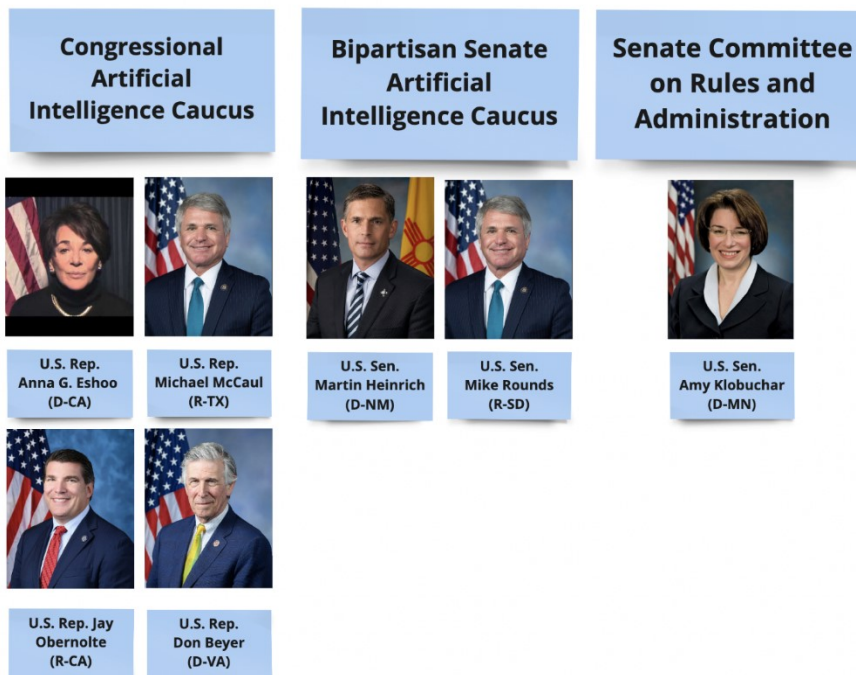 Congressional
Artificial
Intelligence Caucus
Bipartisan Senate
Artificial
Intelligence Caucus
Senate Committee
on Rules and
Administration
U.S. Rep.
Anna G. Eshoo
(D-CA)
U.S. Rep.
Michael McCaul
(R-TX)
U.S. Sen.
Martin Heinrich
(D-NM)
U.S. Sen.
Mike Rounds
(R-SD)
U.S. Sen.
Amy Klobuchar
(D-MN)
U.S. Rep. Jay
Obernolte
(R-CA)
U.S. Rep.
Don Beyer
(D-VA)